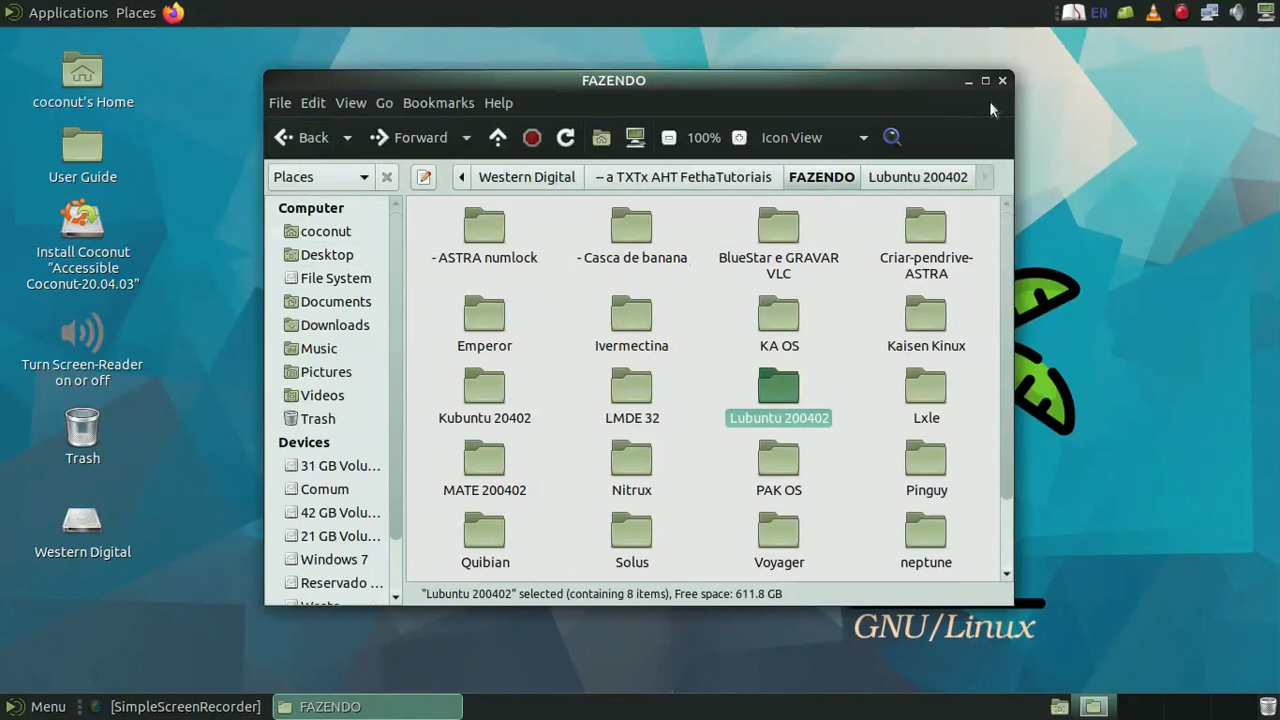 Applications Places EN
coconut's Home
User Guide
Install Coconut
"Accessible
Coconut-20.04.03"
Turn Screen-Reader
on or off
Trash
Western Digital
FAZENDO
File Edit View Go Bookmarks Help
Back Forward 100% Icon View
Places Western Digital – a TXTx AHT FethaTutoriais FAZENDO Lubuntu 200402
Computer
coconut
Desktop
File System
Documents
Downloads
Music
Pictures
Videos
Trash
Devices
31 GB Volu...
Comum
42 GB Volu...
21 GB Volu...
Windows 7
Reservado ...
- ASTRA numlock
- Casca de banana
BlueStar e GRAVAR
VLC
Criar-pendrive-
ASTRA
Emperor
Ivermectina
KA OS
Kaisen Kinux
Kubuntu 20402
LMDE 32
Lubuntu 200402
Lxle
MATE 200402
Nitrux
PAK OS
Pinguy
Quibian
Solus
Voyager
neptune
"Lubuntu 200402" selected (containing 8 items), Free space: 611.8 GB
GNU/Linux
Menu [SimpleScreenRecorder] FAZENDO